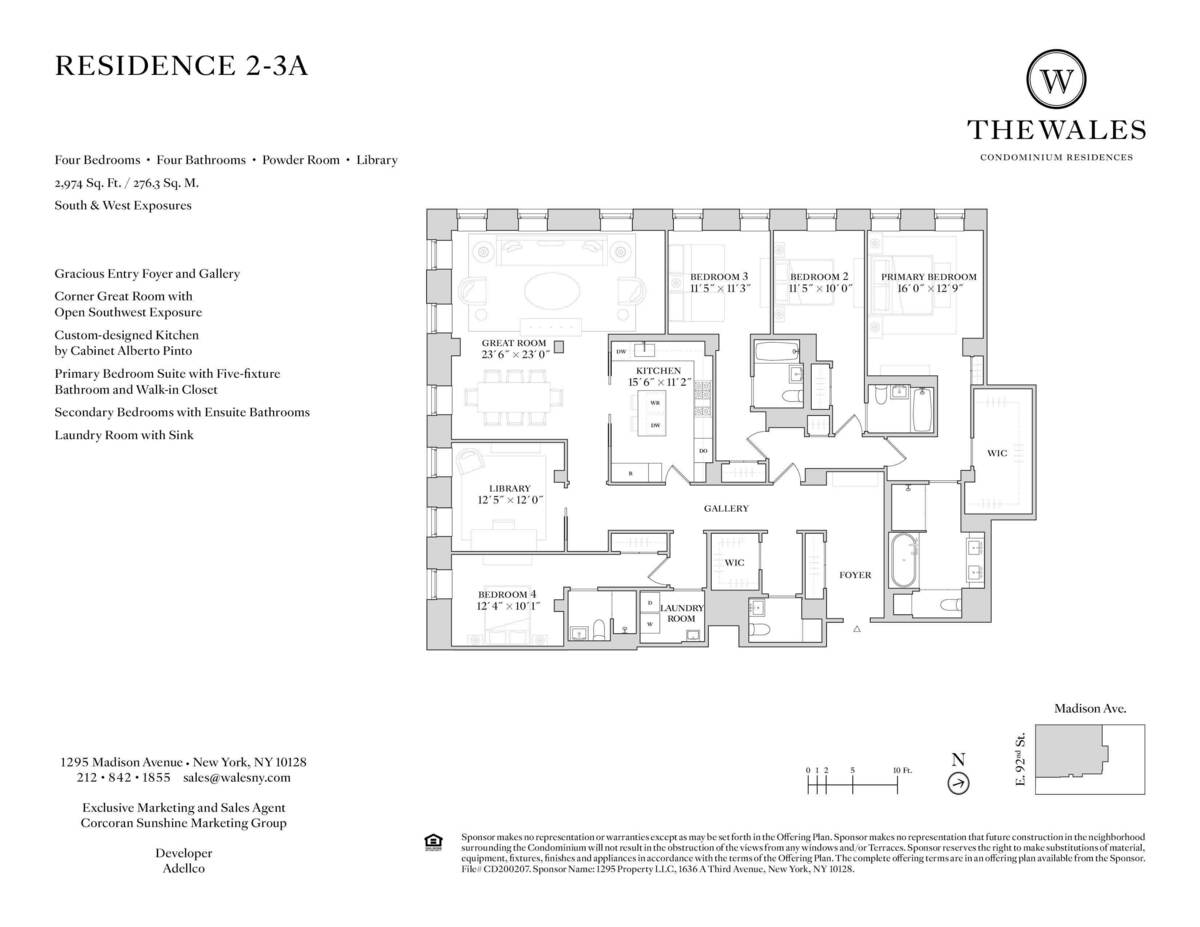 RESIDENCE 2-3A
W
THE WALES
CONDOMINIUM RESIDENCES
Four Bedrooms • Four Bathrooms • Powder Room • Library
2,974 Sq. Ft. / 276.3 Sq. M.
South & West Exposures
Gracious Entry Foyer and Gallery
Corner Great Room with
Open Southwest Exposure
Custom-designed Kitchen
by Cabinet Alberto Pinto
Primary Bedroom Suite with Five-fixture
Bathroom and Walk-in Closet
Secondary Bedrooms with Ensuite Bathrooms
Laundry Room with Sink
BEDROOM 3
11´5˝ × 11´3˝
BEDROOM 2
11´5˝ × 10´0˝
PRIMARY BEDROOM
16´0˝ × 12´9˝
GREAT ROOM
23´6˝ × 23´0˝
DW
KITCHEN
15´6˝ × 11´2˝
WR
DW
DO
R
WIC
LIBRARY
12´5˝ × 12´0˝
GALLERY
WIC
FOYER
BEDROOM 4
12´4˝ × 10´1˝
D
W
LAUNDRY
ROOM
Madison Ave.
E. 92nd St.
N
0 1 2 5 10 Ft.
1295 Madison Avenue • New York, NY 10128
212 • 842 • 1855 sales@walesny.com
Exclusive Marketing and Sales Agent
Corcoran Sunshine Marketing Group
Developer
Adellco
Sponsor makes no representation or warranties except as may be set forth in the Offering Plan. Sponsor makes no representation that future construction in the neighborhood
surrounding the Condominium will not result in the obstruction of the views from any windows and/or Terraces. Sponsor reserves the right to make substitutions of material,
equipment, fixtures, finishes and appliances in accordance with the terms of the Offering Plan. The complete offering terms are in an offering plan available from the Sponsor.
File# CD200207. Sponsor Name: 1295 Property LLC, 1636 A Third Avenue, New York, NY 10128.